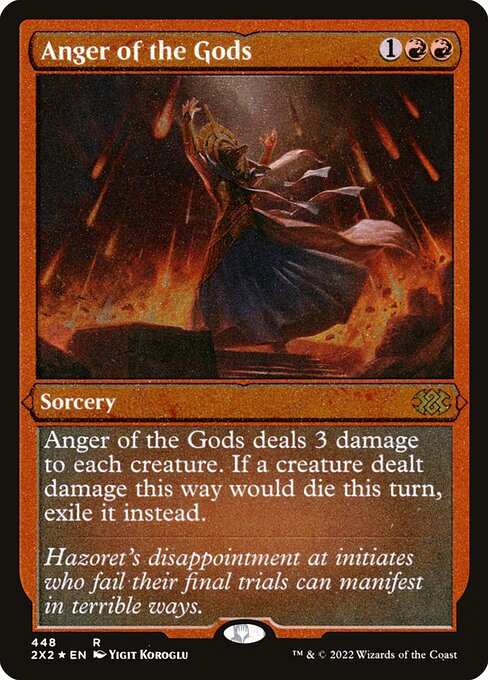 Anger of the Gods 1
Sorcery
Anger of the Gods deals 3 damage
to each creature. If a creature dealt
damage this way would die this turn,
exile it instead.
Hazoret's disappointment at initiates
who fail their final trials can manifest
in terrible ways.
448 R
2X2 ★ EN Yigit Koroglu ™ & © 2022 Wizards of the Coast